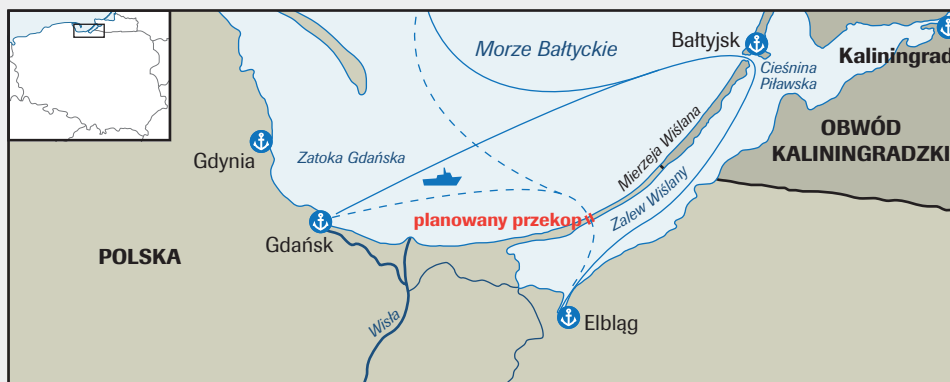 Morze Bałtyckie
Bałtyjsk
Kaliningrad
Cieśnina
Piławska
OBWÓD
KALININGRADZKI
Mierzeja Wiślana
Zalew Wiślany
Gdynia
Zatoka Gdańska
planowany przekop
Gdańsk
POLSKA
Wisła
Elbląg